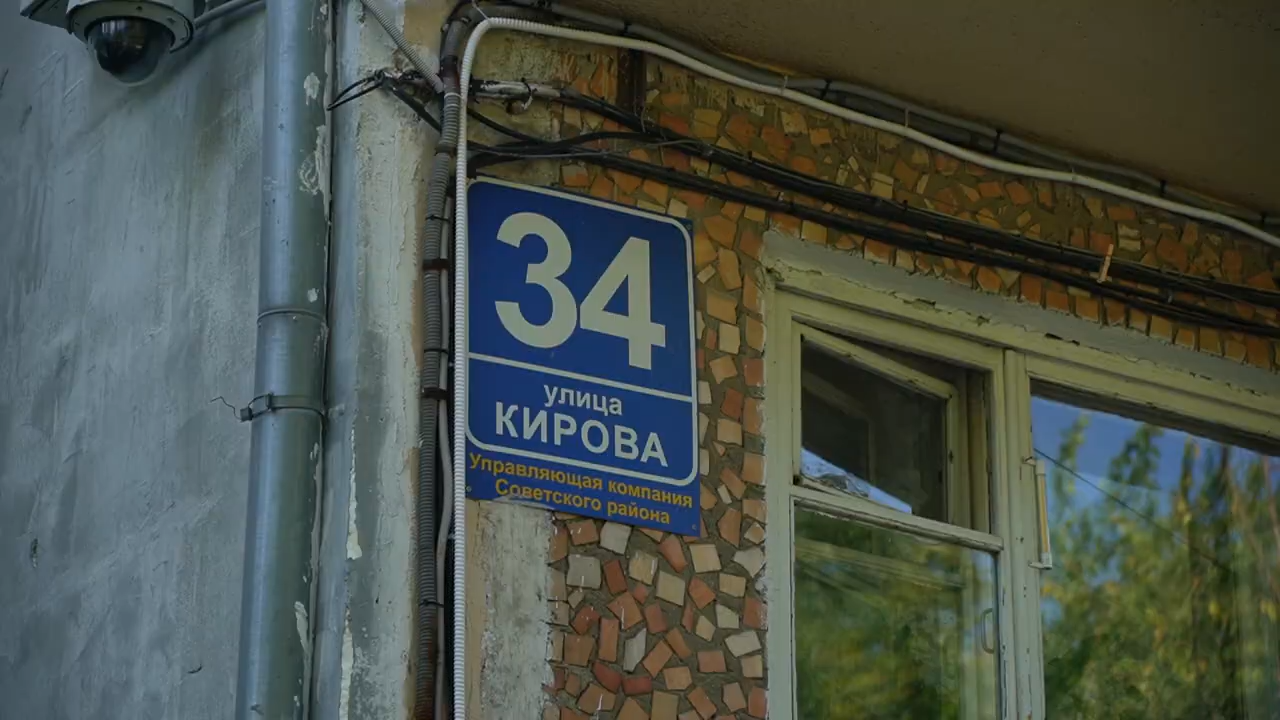 34
улица
КИРОВА
Управляющая компания
Советского района